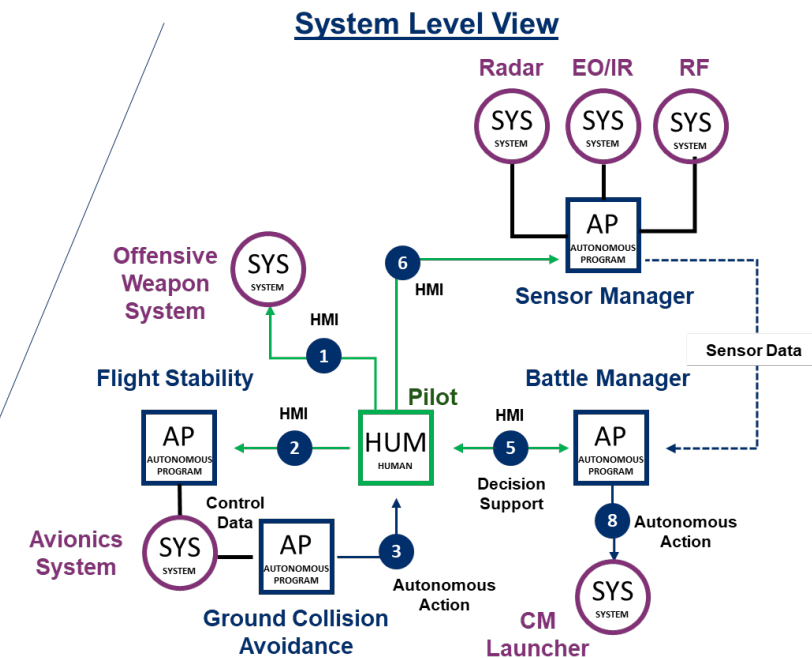 System Level View
Radar
EO/IR
RF
SYS
SYSTEM
SYS
SYSTEM
SYS
SYSTEM
AP
AUTONOMOUS
PROGRAM
Sensor Manager
6
HMI
Offensive
Weapon
System
SYS
SYSTEM
HMI
1
Sensor Data
Flight Stability
Battle Manager
Pilot
AP
AUTONOMOUS
PROGRAM
HMI
2
HUM
HUMAN
HMI
5
Decision
Support
AP
AUTONOMOUS
PROGRAM
8
Autonomous
Action
Control
Data
Avionics
System
SYS
SYSTEM
AP
AUTONOMOUS
PROGRAM
3
Autonomous
Action
Ground Collision
Avoidance
SYS
SYSTEM
CM
Launcher